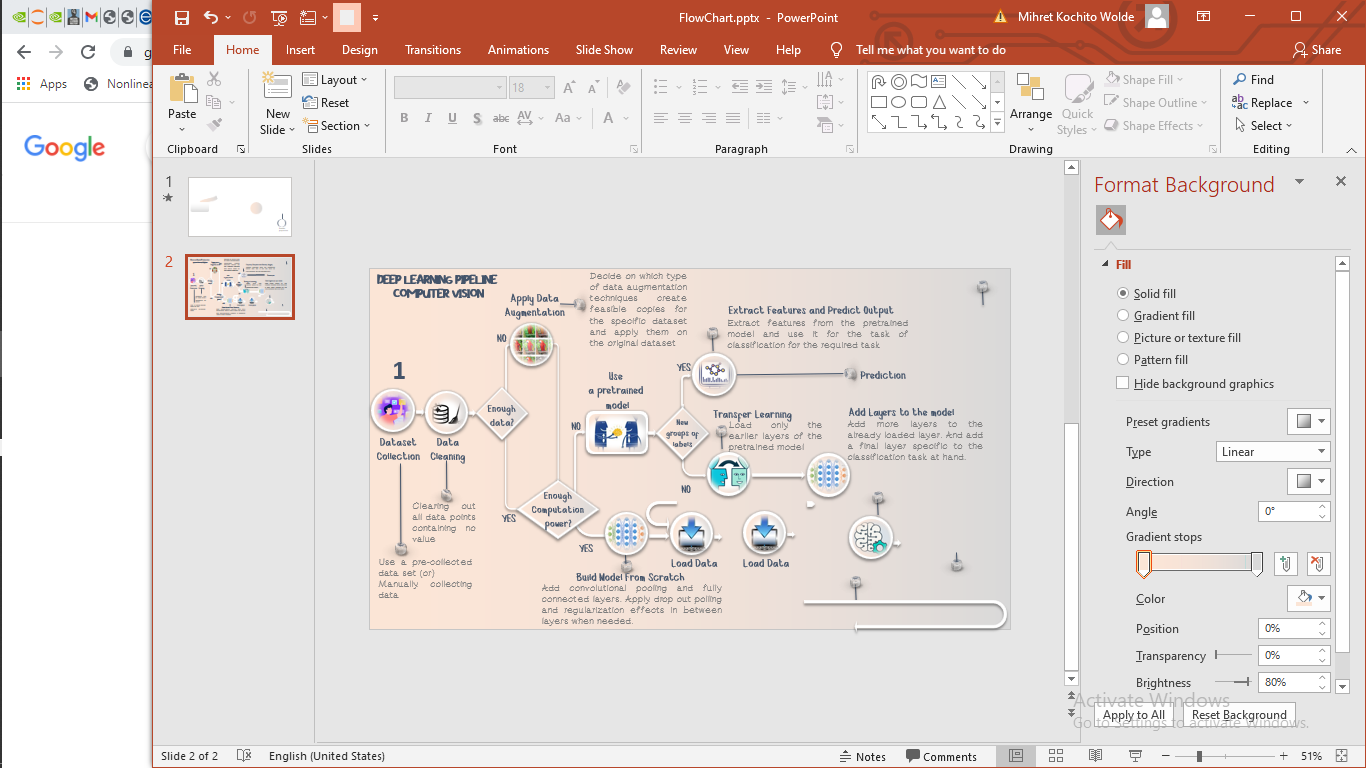 FlowChart.pptx - PowerPoint
Mihret Kochito Wolde
File Home Insert Design Transitions Animations Slide Show Review View Help Tell me what you want to do Share
Apps Nonlinea
Google
Paste
Clipboard
New
Slide
Layout
Reset
Section
Slides
18
B I U S abc AV Aa A
Font
Paragraph
Arrange
Quick
Styles
Shape Fill
Shape Outline
Shape Effects
Drawing
Find
Replace
Select
Editing
1
2
DEEP LEARNING PIPELINE
COMPUTER VISION
Apply Data
Augmentation
Decide on which type
of data augmentation
techniques create
feasible copies for
the specific dataset
and apply them on
the original dataset
NO
1
Dataset
Collection
Data
Cleaning
Enough
data?
Clearing out
all data points
containing no
value
Use a pre-collected
data set (or)
Manually collecting
data
YES
Enough
Computation
power?
NO
YES
Use
a pretrained
model
New
groups of
labels
YES
NO
Extract Features and Predict Output
Extract features from the pretrained
model and use it for the task of
classification for the required task
Prediction
Transfer Learning
Load only the
earlier layers of the
pretrained model
Add Layers to the model
Add more layers to the
already loaded layer. And add
a final layer specific to the
classification task at hand.
Load Data
Load Data
Build Model From Scratch
Add convolutional pooling and fully
connected layers. Apply drop out polling
and regularization effects in between
layers when needed.
Format Background
Fill
Solid fill
Gradient fill
Picture or texture fill
Pattern fill
Hide background graphics
Preset gradients
Type Linear
Direction
Angle 0°
Gradient stops
Color
Position 0%
Transparency 0%
Brightness 80%
Activate Windows
Go to Settings to activate Windows.
Apply to All Reset Background
Slide 2 of 2 English (United States) Notes Comments 51%